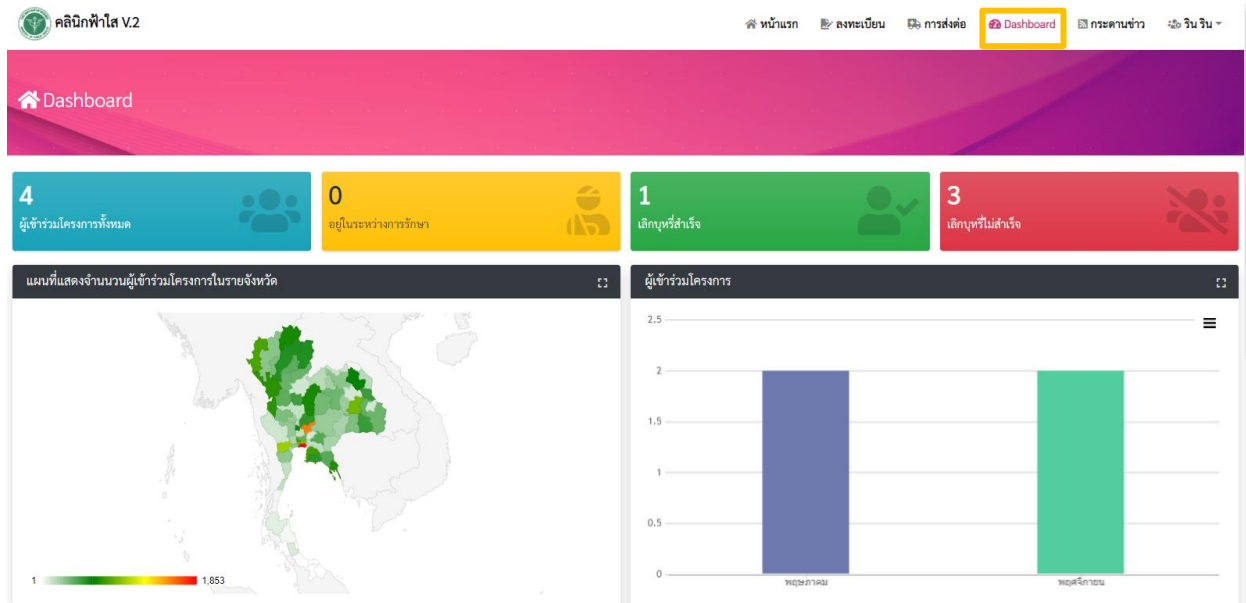 คลินิกฟ้าใส V.2
หน้าแรก ลงทะเบียน การส่งต่อ Dashboard กระดานข่าว ริน ริน
Dashboard
4
ผู้เข้าร่วมโครงการทั้งหมด
0
อยู่ในระหว่างการรักษา
1
เลิกบุหรี่สำเร็จ
3
เลิกบุหรี่ไม่สำเร็จ
แผนที่แสดงจำนนวนผู้เข้าร่วมโครงการในรายจังหวัด
1 1,853
ผู้เข้าร่วมโครงการ
2.5
2
1.5
1
0.5
0
พฤษภาคม พฤศจิกายน